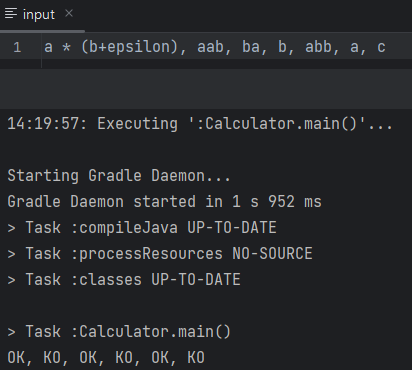 input ×
1 a * (b+epsilon), aab, ba, b, abb, a, c
14:19:57: Executing ':Calculator.main()'...
Starting Gradle Daemon...
Gradle Daemon started in 1 s 952 ms
> Task :compileJava UP-TO-DATE
> Task :processResources NO-SOURCE
> Task :classes UP-TO-DATE
> Task :Calculator.main()
OK, KO, OK, KO, OK, KO